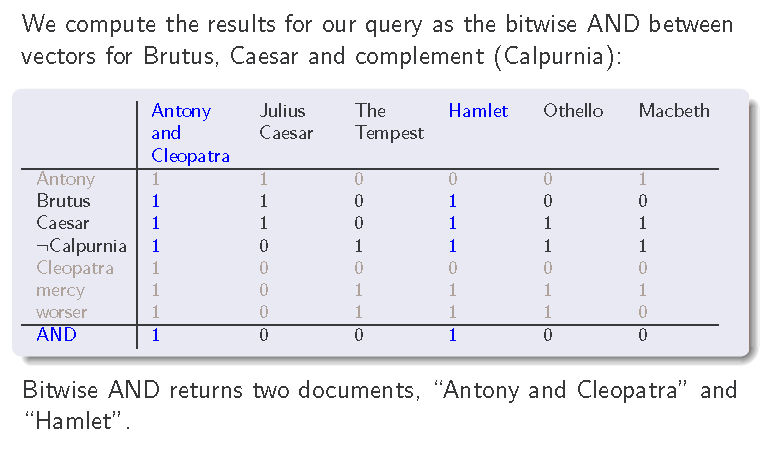 We compute the results for our query as the bitwise AND between
vectors for Brutus, Caesar and complement (Calpurnia):
Antony and Cleopatra Julius Caesar The Tempest Hamlet Othello Macbeth
Antony 1 1 0 0 0 1
Brutus 1 1 0 1 0 0
Caesar 1 1 0 1 1 1
¬Calpurnia 1 0 1 1 1 1
Cleopatra 1 0 0 0 0 0
mercy 1 0 1 1 1 1
worser 1 0 1 1 1 0
AND 1 0 0 1 0 0
Bitwise AND returns two documents, “Antony and Cleopatra” and
“Hamlet”.